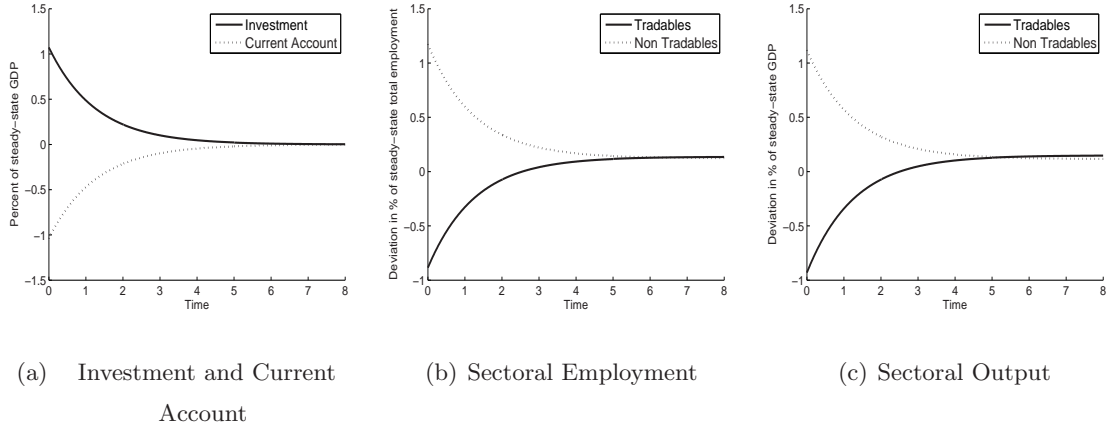 1.5
1
0.5
0
−0.5
−1
−1.5
Percent of steady−state GDP
Investment
Current Account
0 1 2 3 4 5 6 7 8
Time
1.5
1
0.5
0
−0.5
−1
Deviation in % of steady−state total employment
Tradables
Non Tradables
0 1 2 3 4 5 6 7 8
Time
1.5
1
0.5
0
−0.5
−1
Deviation in % of steady−state GDP
Tradables
Non Tradables
0 1 2 3 4 5 6 7 8
Time
(a) Investment and Current
Account
(b) Sectoral Employment
(c) Sectoral Output